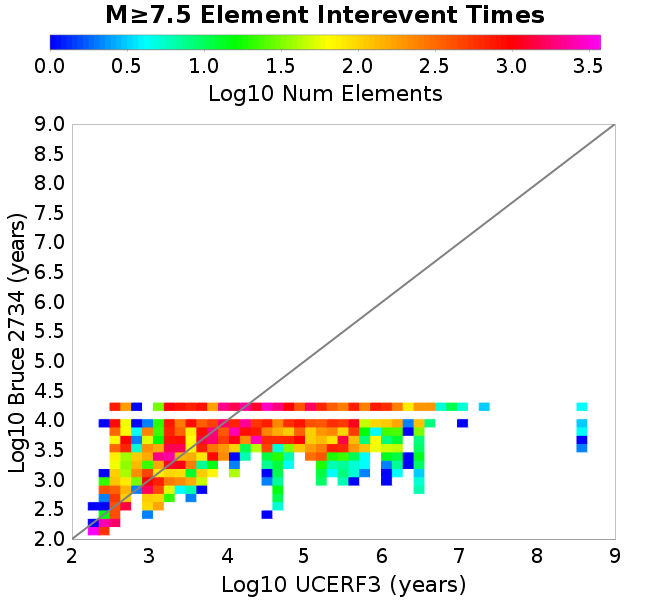 M≥7.5 Element Interevent Times
0.0 0.5 1.0 1.5 2.0 2.5 3.0 3.5
Log10 Num Elements
9.0
8.5
8.0
7.5
7.0
6.5
6.0
5.5
5.0
4.5
4.0
3.5
3.0
2.5
2.0
Log10 Bruce 2734 (years)
2 3 4 5 6 7 8 9
Log10 UCERF3 (years)